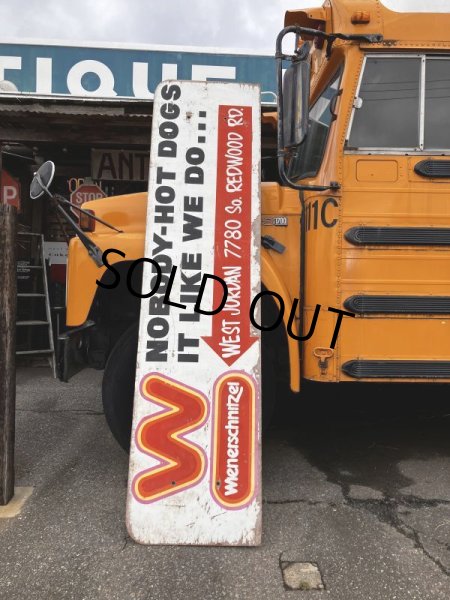 TIQUE
ANT
STOP
P
NOBODY-HOT DOGS
IT LIKE WE DO...
WEST JORDAN 7780 So. REDWOOD RD.
W
Wienerschnitzel
11C
1700
SOLD OUT